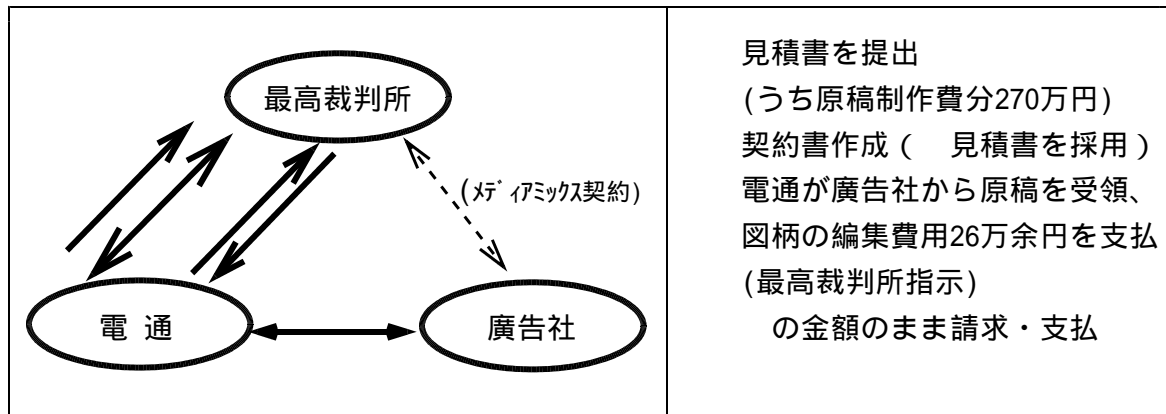 最高裁判所
(メディアミックス契約)
電 通
廣告社
見積書を提出
(うち原稿制作費分270万円)
契約書作成（　見積書を採用）
電通が廣告社から原稿を受領、
図柄の編集費用26万余円を支払
(最高裁判所指示)
の金額のまま請求・支払